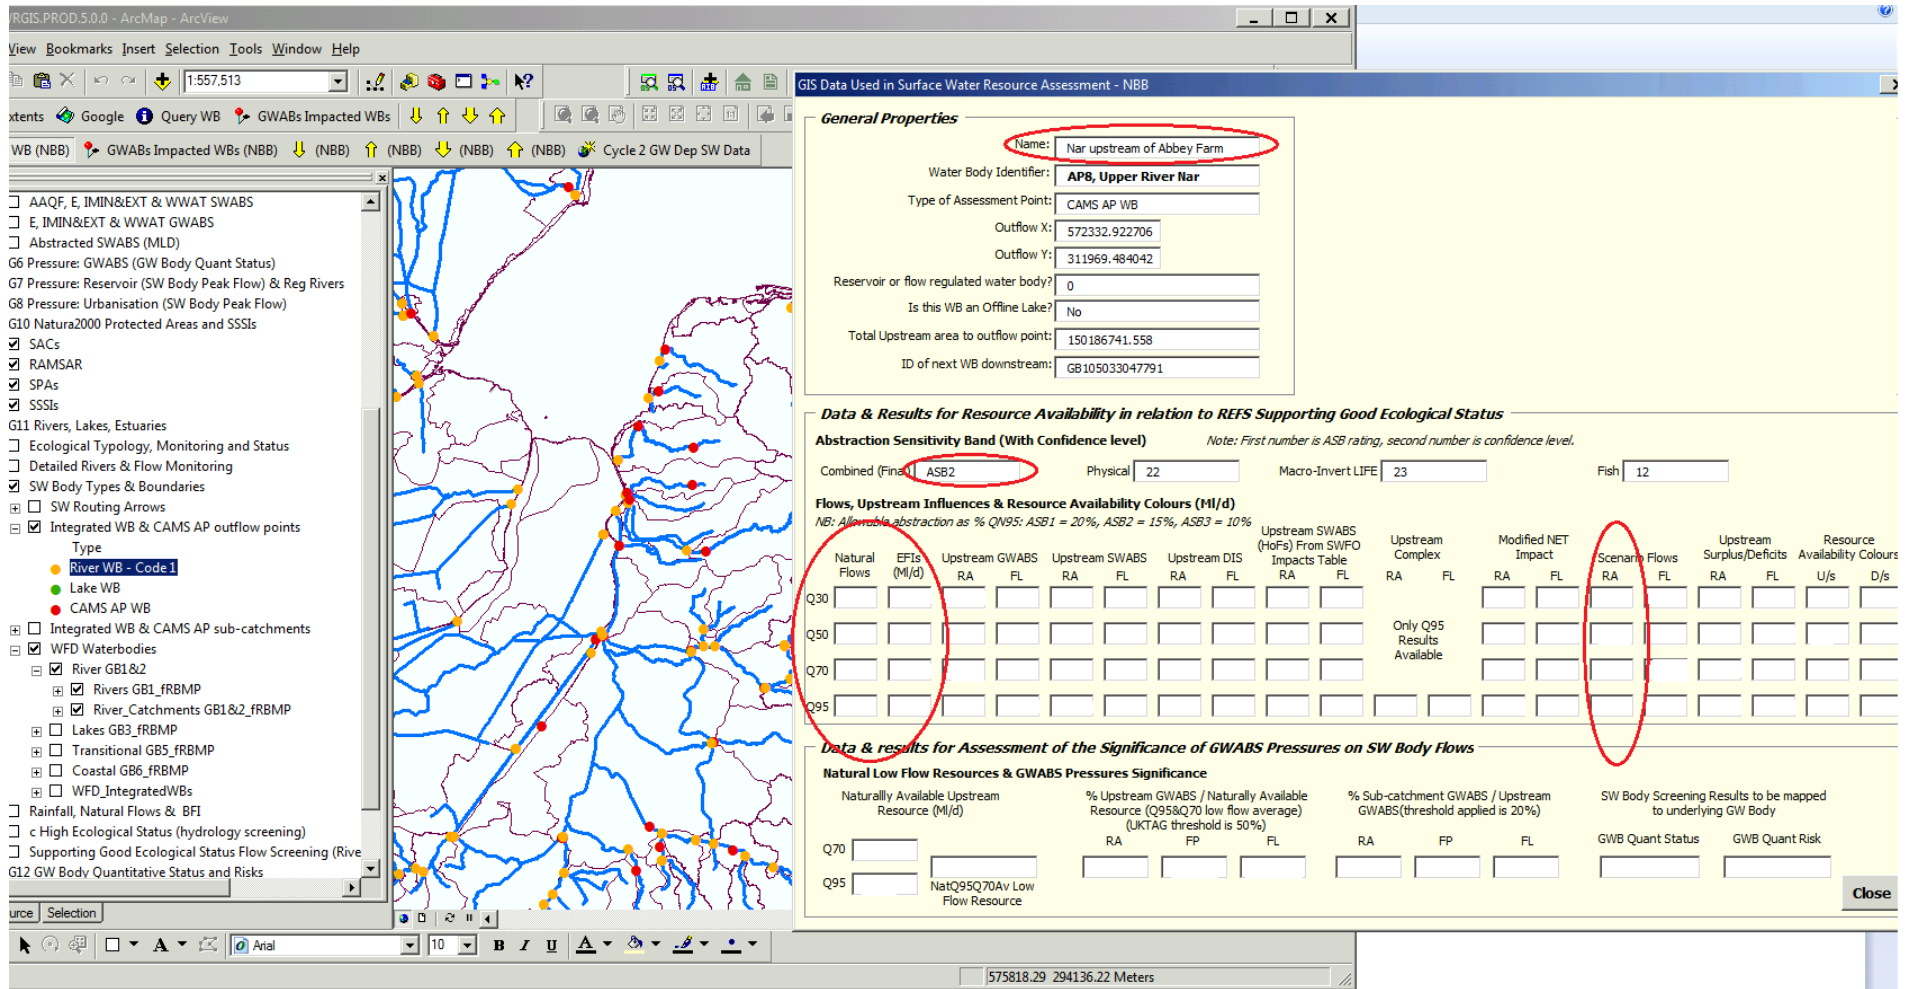 /RGIS.PROD.5.0.0 - ArcMap - ArcView
View Bookmarks Insert Selection Tools Window Help
1:557,513
xtents Google Query WB GWABs Impacted WBs
WB (NBB) GWABs Impacted WBs (NBB) (NBB) (NBB) (NBB) (NBB) Cycle 2 GW Dep SW Data
AAQF, E, IMIN&EXT & WWAT SWABS
E, IMIN&EXT & WWAT GWABS
Abstracted SWABS (MLD)
G6 Pressure: GWABS (GW Body Quant Status)
G7 Pressure: Reservoir (SW Body Peak Flow) & Reg Rivers
G8 Pressure: Urbanisation (SW Body Peak Flow)
G10 Natura2000 Protected Areas and SSSIs
SACs
RAMSAR
SPAs
SSSIs
G11 Rivers, Lakes, Estuaries
Ecological Typology, Monitoring and Status
Detailed Rivers & Flow Monitoring
SW Body Types & Boundaries
SW Routing Arrows
Integrated WB & CAMS AP outflow points
Type
River WB - Code 1
Lake WB
CAMS AP WB
Integrated WB & CAMS AP sub-catchments
WFD Waterbodies
River GB1&2
Rivers GB1_fRBMP
River_Catchments GB1&2_fRBMP
Lakes GB3_fRBMP
Transitional GB5_fRBMP
Coastal GB6_fRBMP
WFD_IntegratedWBs
Rainfall, Natural Flows & BFI
c High Ecological Status (hydrology screening)
Supporting Good Ecological Status Flow Screening (Rive
G12 GW Body Quantitative Status and Risks
urce Selection
Arial 10 B I U A
575818.29 294136.22 Meters
GIS Data Used in Surface Water Resource Assessment - NBB
General Properties
Name: Nar upstream of Abbey Farm
Water Body Identifier: AP8, Upper River Nar
Type of Assessment Point: CAMS AP WB
Outflow X: 572332.922706
Outflow Y: 311969.484042
Reservoir or flow regulated water body? 0
Is this WB an Offline Lake? No
Total Upstream area to outflow point: 150186741.558
ID of next WB downstream: GB105033047791
Data & Results for Resource Availability in relation to REFS Supporting Good Ecological Status
Abstraction Sensitivity Band (With Confidence level) Note: First number is ASB rating, second number is confidence level.
Combined (Final) ASB2 Physical 22 Macro-Invert LIFE 23 Fish 12
Flows, Upstream Influences & Resource Availability Colours (Ml/d)
NB: Allowable abstraction as % QN95: ASB1 = 20%, ASB2 = 15%, ASB3 = 10%
Natural Flows EFIs (Ml/d) Upstream GWABS Upstream SWABS Upstream DIS Upstream SWABS (HoFs) From SWFO Impacts Table Upstream Complex Modified NET Impact Scenario Flows Upstream Surplus/Deficits Resource Availability Colours
RA FL RA FL RA FL RA FL RA FL RA FL RA FL RA FL U/s D/s
Q30
Q50
Only Q95 Results Available
Q70
Q95
Data & results for Assessment of the Significance of GWABS Pressures on SW Body Flows
Natural Low Flow Resources & GWABS Pressures Significance
Naturallly Available Upstream Resource (Ml/d)
% Upstream GWABS / Naturally Available Resource (Q95&Q70 low flow average) (UKTAG threshold is 50%)
% Sub-catchment GWABS / Upstream GWABS(threshold applied is 20%)
SW Body Screening Results to be mapped to underlying GW Body
RA FP FL RA FP FL GWB Quant Status GWB Quant Risk
Q70
Q95
NatQ95Q70Av Low Flow Resource
Close